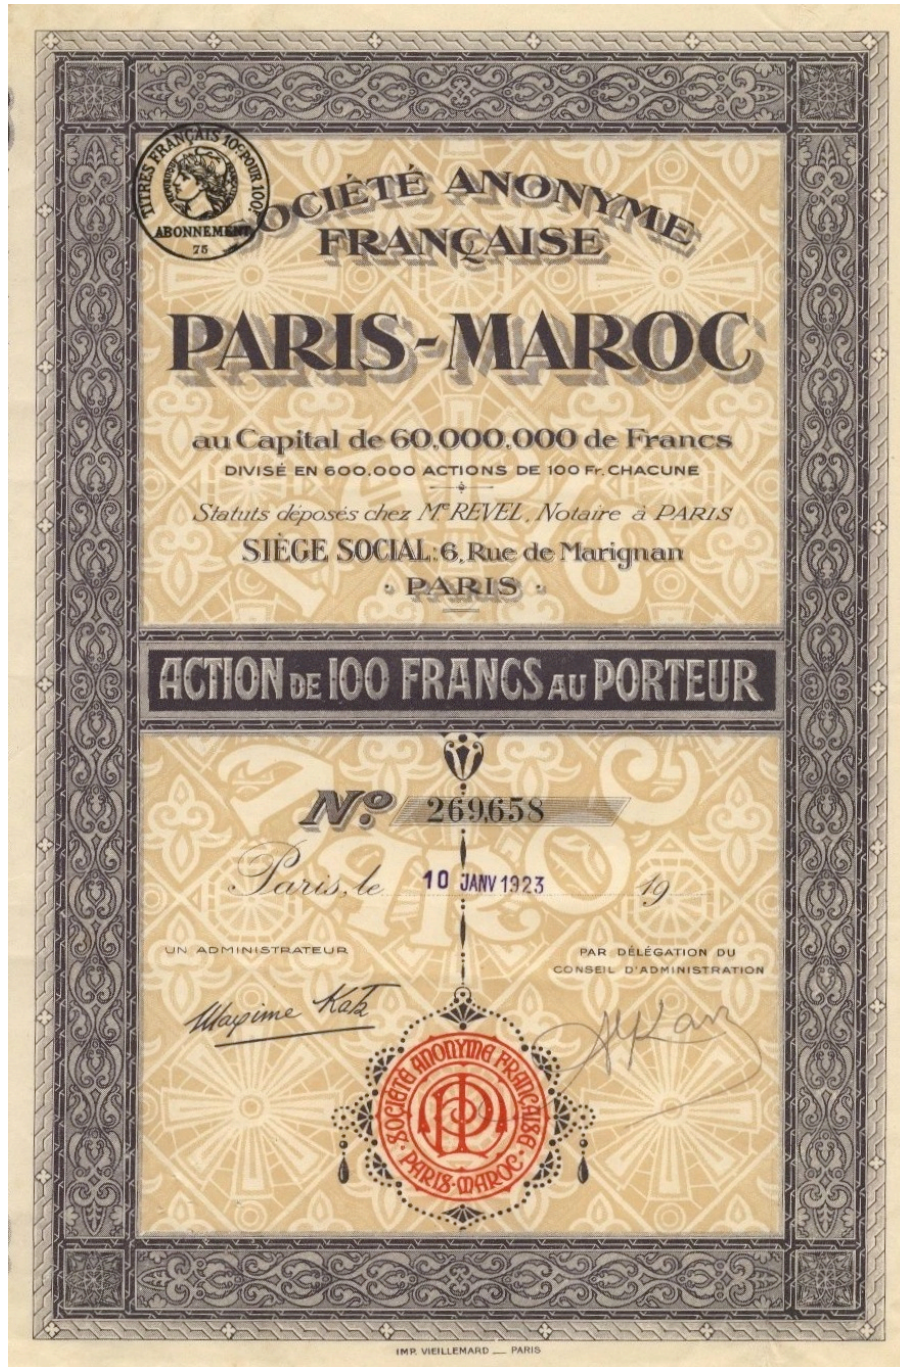 TITRES FRANÇAIS 10c. POUR 100f
ABONNEMENT
75
SOCIÉTÉ ANONYME
FRANÇAISE
PARIS-MAROC
au Capital de 60.000.000 de Francs
DIVISÉ EN 600.000 ACTIONS DE 100 Fr. CHACUNE
Statuts déposés chez Me REVEL, Notaire à PARIS
SIÈGE SOCIAL: 6, Rue de Marignan
PARIS
ACTION DE 100 FRANCS AU PORTEUR
No. 269,658
Paris, le 10 JANV 1923 19
UN ADMINISTRATEUR
PAR DÉLÉGATION DU
CONSEIL D'ADMINISTRATION
Maxime Katz
SOCIÉTÉ ANONYME FRANÇAISE
PARIS-MAROC
IMP. VIEILLEMARD __ PARIS